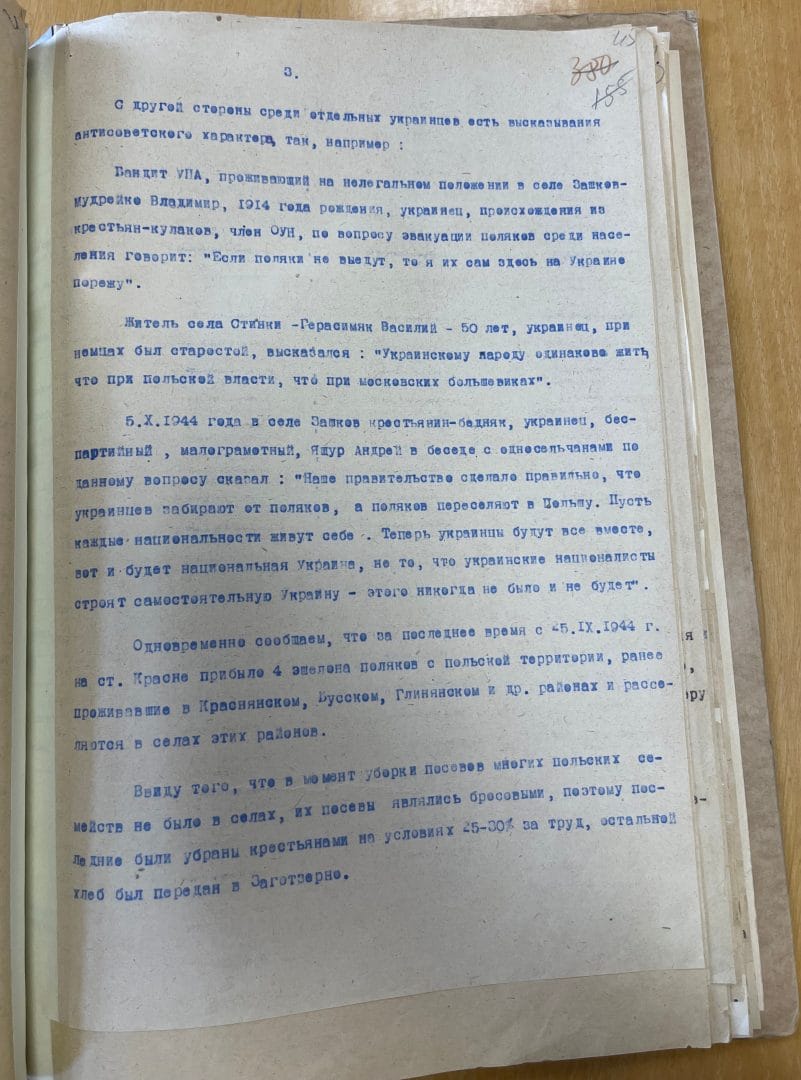 3.
380
155
С другой стороны среди отдельных украинцев есть высказывания
антисоветского характера, так, например :
Бандит УПА, проживающий на нелегальном положении в селе Зашков-
Мудрейко Владимир, 1914 года рождения, украинец, происхождения из
крестьян-кулаков, член ОУН, по вопросу эвакуации поляков среди насе-
ления говорит: "Если поляки не выедут, то я их сам здесь на Украине
порежу".
Житель села Стинки -Герасимяк Василий - 50 лет, украинец, при
немцах был старостой, высказался : "Украинскому народу одинаково жить,
что при польской власти, что при московских большевиках".
5.X.1944 года в селе Зашков крестьянин-бедняк, украинец, бес-
партийный , малограмотный, Ящур Андрей в беседе с односельчанами по
данному вопросу сказал : "Наше правительство сделало правильно, что
украинцев забирают от поляков, а поляков переселяют в Польшу. Пусть
каждые национальности живут себе . Теперь украинцы будут все вместе,
вот и будет национальная Украина, не то, что украинские националисты
строят самостоятельную Украину - этого никогда не было и не будет".
Одновременно сообщаем, что за последнее время с 25.IX.1944 г.
на ст. Красне прибыло 4 эшелона поляков с польской территории, ранее
проживавшие в Краснянском, Бусском, Глинянском и др. районах и рассе-
ляются в селах этих районов.
Ввиду того, что в момент уборки посевов многих польских се-
мейств не было в селах, их посевы являлись бросовыми, поэтому пос-
ледние были убраны крестьянами на условиях 25-30% за труд, остальной
хлеб был передан в Заготзерно.